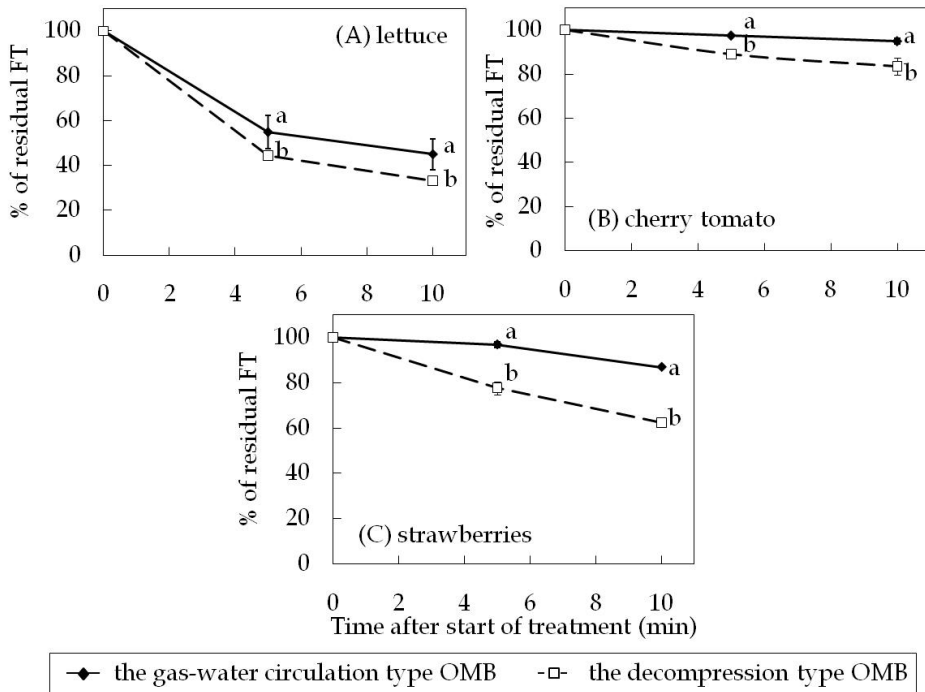 % of residual FT
100
80
60
40
20
0
(A) lettuce
a
b
a
b
0 2 4 6 8 10
% of residual FT
100
80
60
40
20
0
a
b
a
b
(B) cherry tomato
0 2 4 6 8 10
% of residual FT
100
80
60
40
20
0
a
b
a
b
(C) strawberries
0 2 4 6 8 10
Time after start of treatment (min)
the gas-water circulation type OMB the decompression type OMB